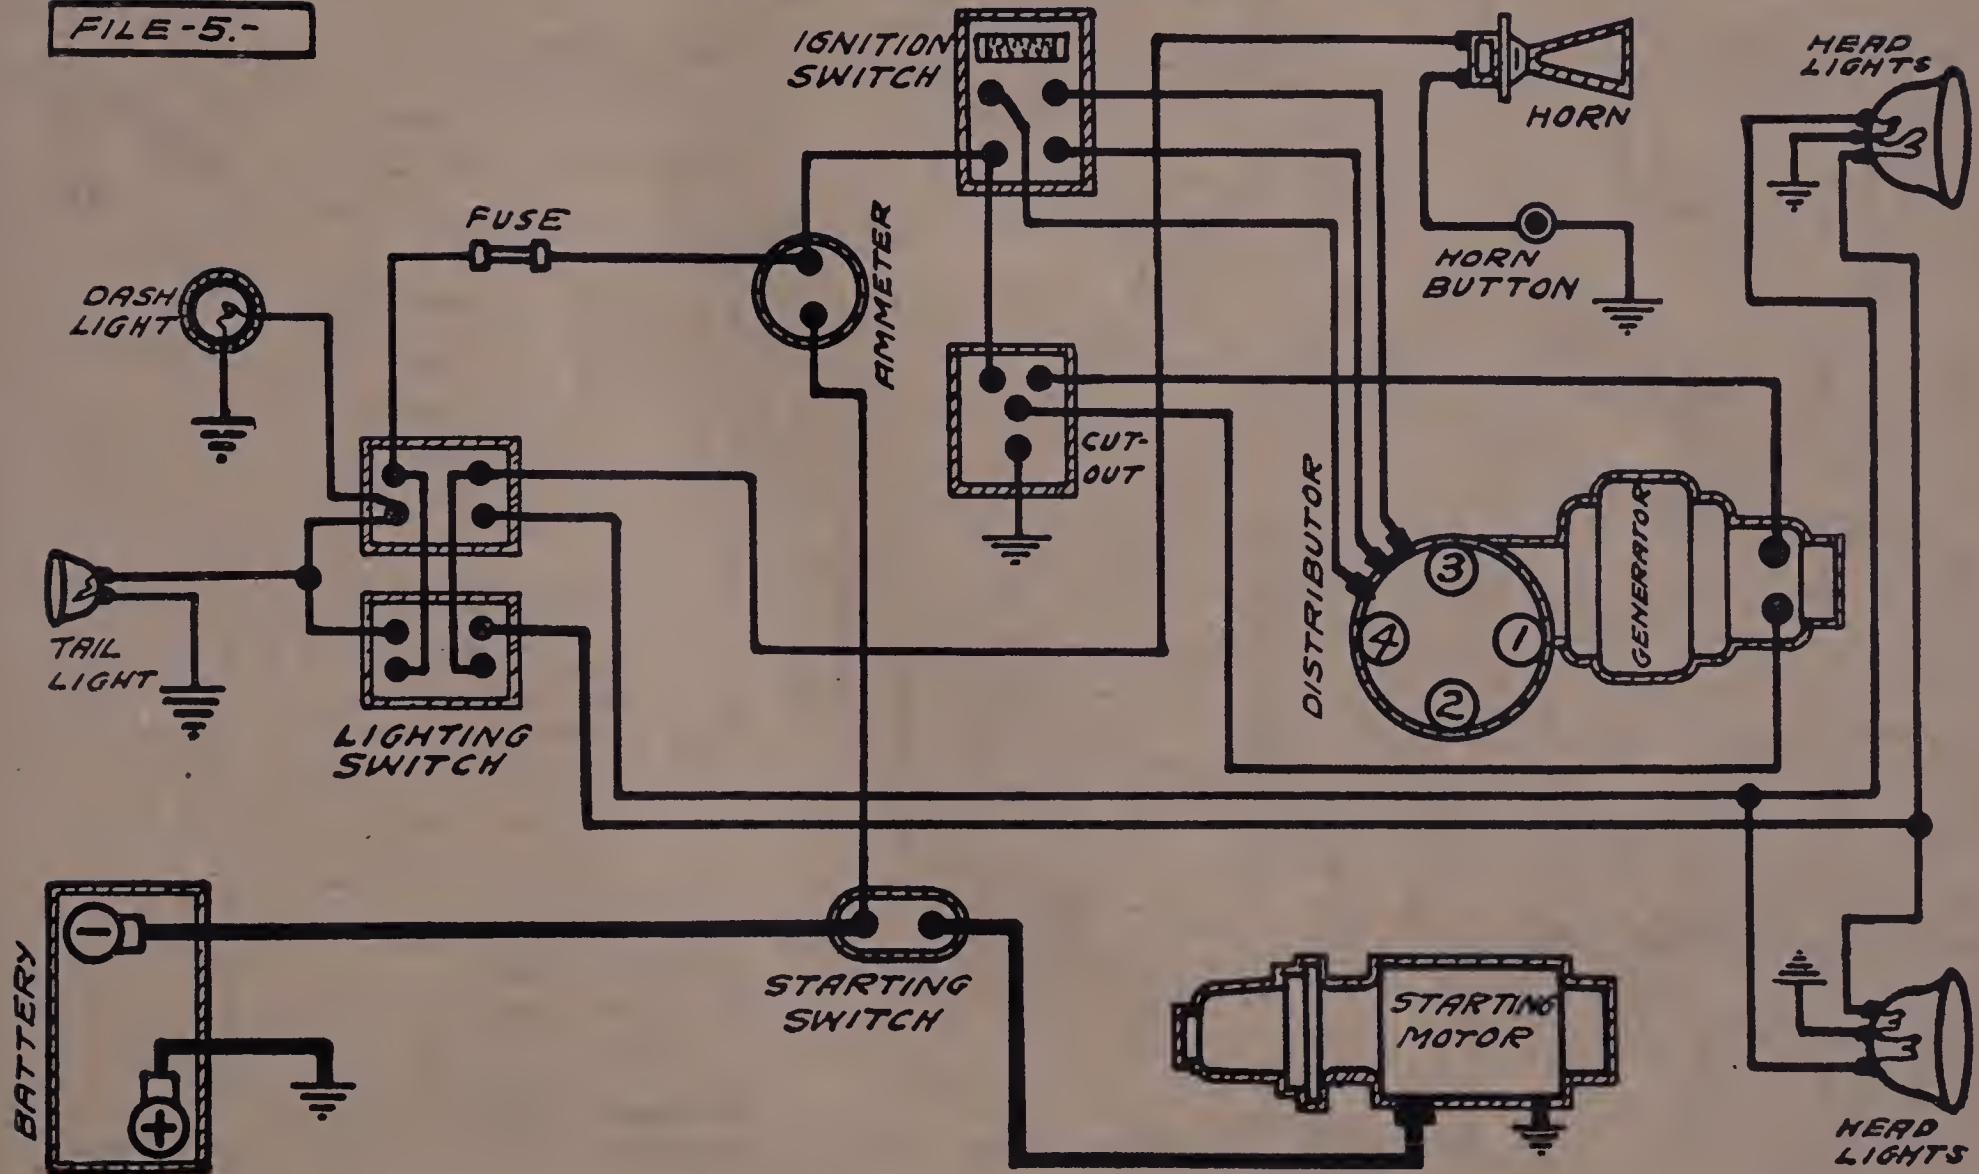 FILE-5.-
IGNITION
SWITCH
HORN
HEAD
LIGHTS
FUSE
AMMETER
HORN
BUTTON
DASH
LIGHT
CUT-
OUT
DISTRIBUTOR
3
4
1
2
GENERATOR
TAIL
LIGHT
LIGHTING
SWITCH
BATTERY
-
+
STARTING
SWITCH
STARTING
MOTOR
HEAD
LIGHTS